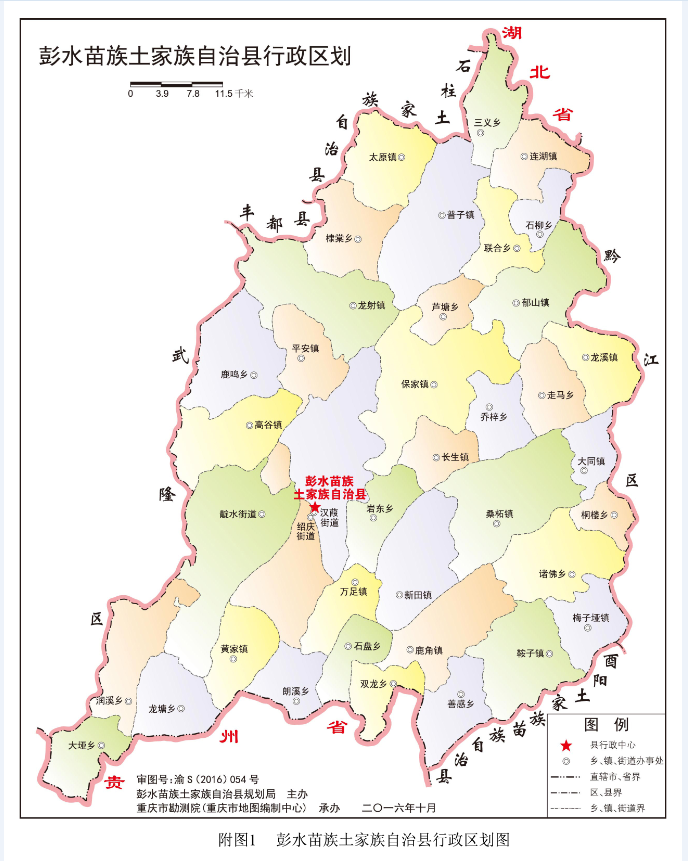 彭水苗族土家族自治县行政区划
0 3.9 7.8 11.5 千米
湖北省
石柱土家族自治县
丰都县
武隆区
黔江区
酉阳土家族苗族自治县
贵州省
三义乡
连湖镇
太原镇
普子镇
石柳乡
棣棠乡
联合乡
龙射镇
芦塘乡
郁山镇
平安镇
龙溪镇
鹿鸣乡
保家镇
走马乡
乔梓乡
高谷镇
长生镇
大同镇
彭水苗族
土家族自治县
岩东乡
桑柘镇
桐楼乡
靛水街道
汉葭
街道
绍庆
街道
诸佛乡
万足镇
新田镇
梅子垭镇
黄家镇
石盘乡
鹿角镇
鞍子镇
双龙乡
朗溪乡
善感乡
润溪乡
龙塘乡
大垭乡
图例
县行政中心
乡、镇、街道办事处
直辖市、省界
区、县界
乡、镇、街道界
审图号:渝S(2016)054号
彭水苗族土家族自治县规划局 主办
重庆市勘测院(重庆市地图编制中心) 承办 二〇一六年十月
附图1 彭水苗族土家族自治县行政区划图